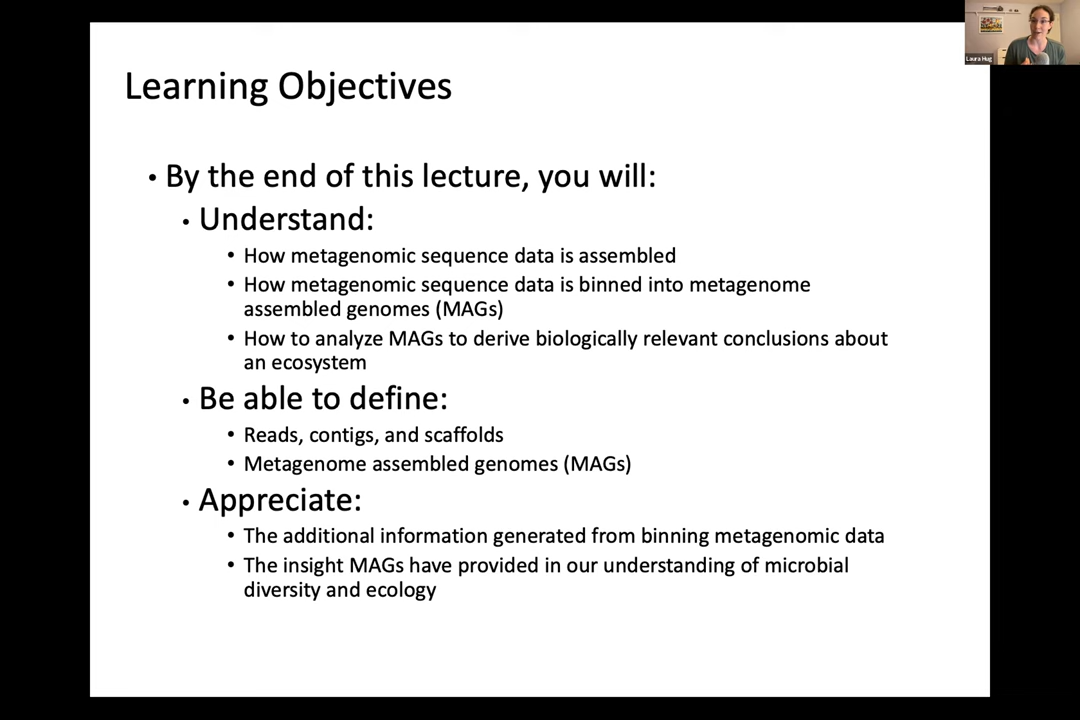 Learning Objectives
Laura Hug
• By the end of this lecture, you will:
• Understand:
• How metagenomic sequence data is assembled
• How metagenomic sequence data is binned into metagenome
assembled genomes (MAGs)
• How to analyze MAGs to derive biologically relevant conclusions about
an ecosystem
• Be able to define:
• Reads, contigs, and scaffolds
• Metagenome assembled genomes (MAGs)
• Appreciate:
• The additional information generated from binning metagenomic data
• The insight MAGs have provided in our understanding of microbial
diversity and ecology